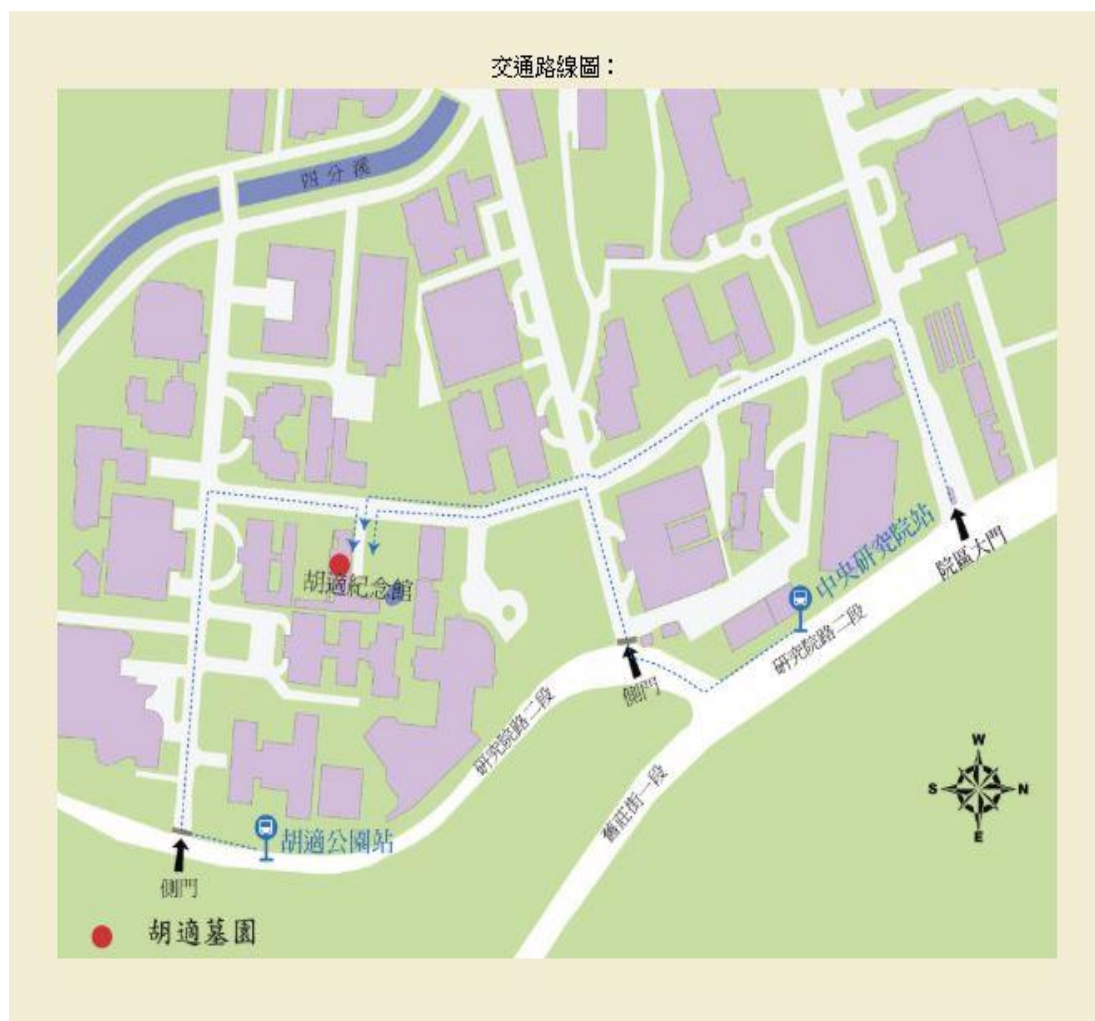 交通路線圖：
四分溪
中央研究院站
院區大門
胡適紀念館
研究院路二段
側門
研究院路二段
舊莊街一段
W
S
N
E
胡適公園站
側門
胡適墓園